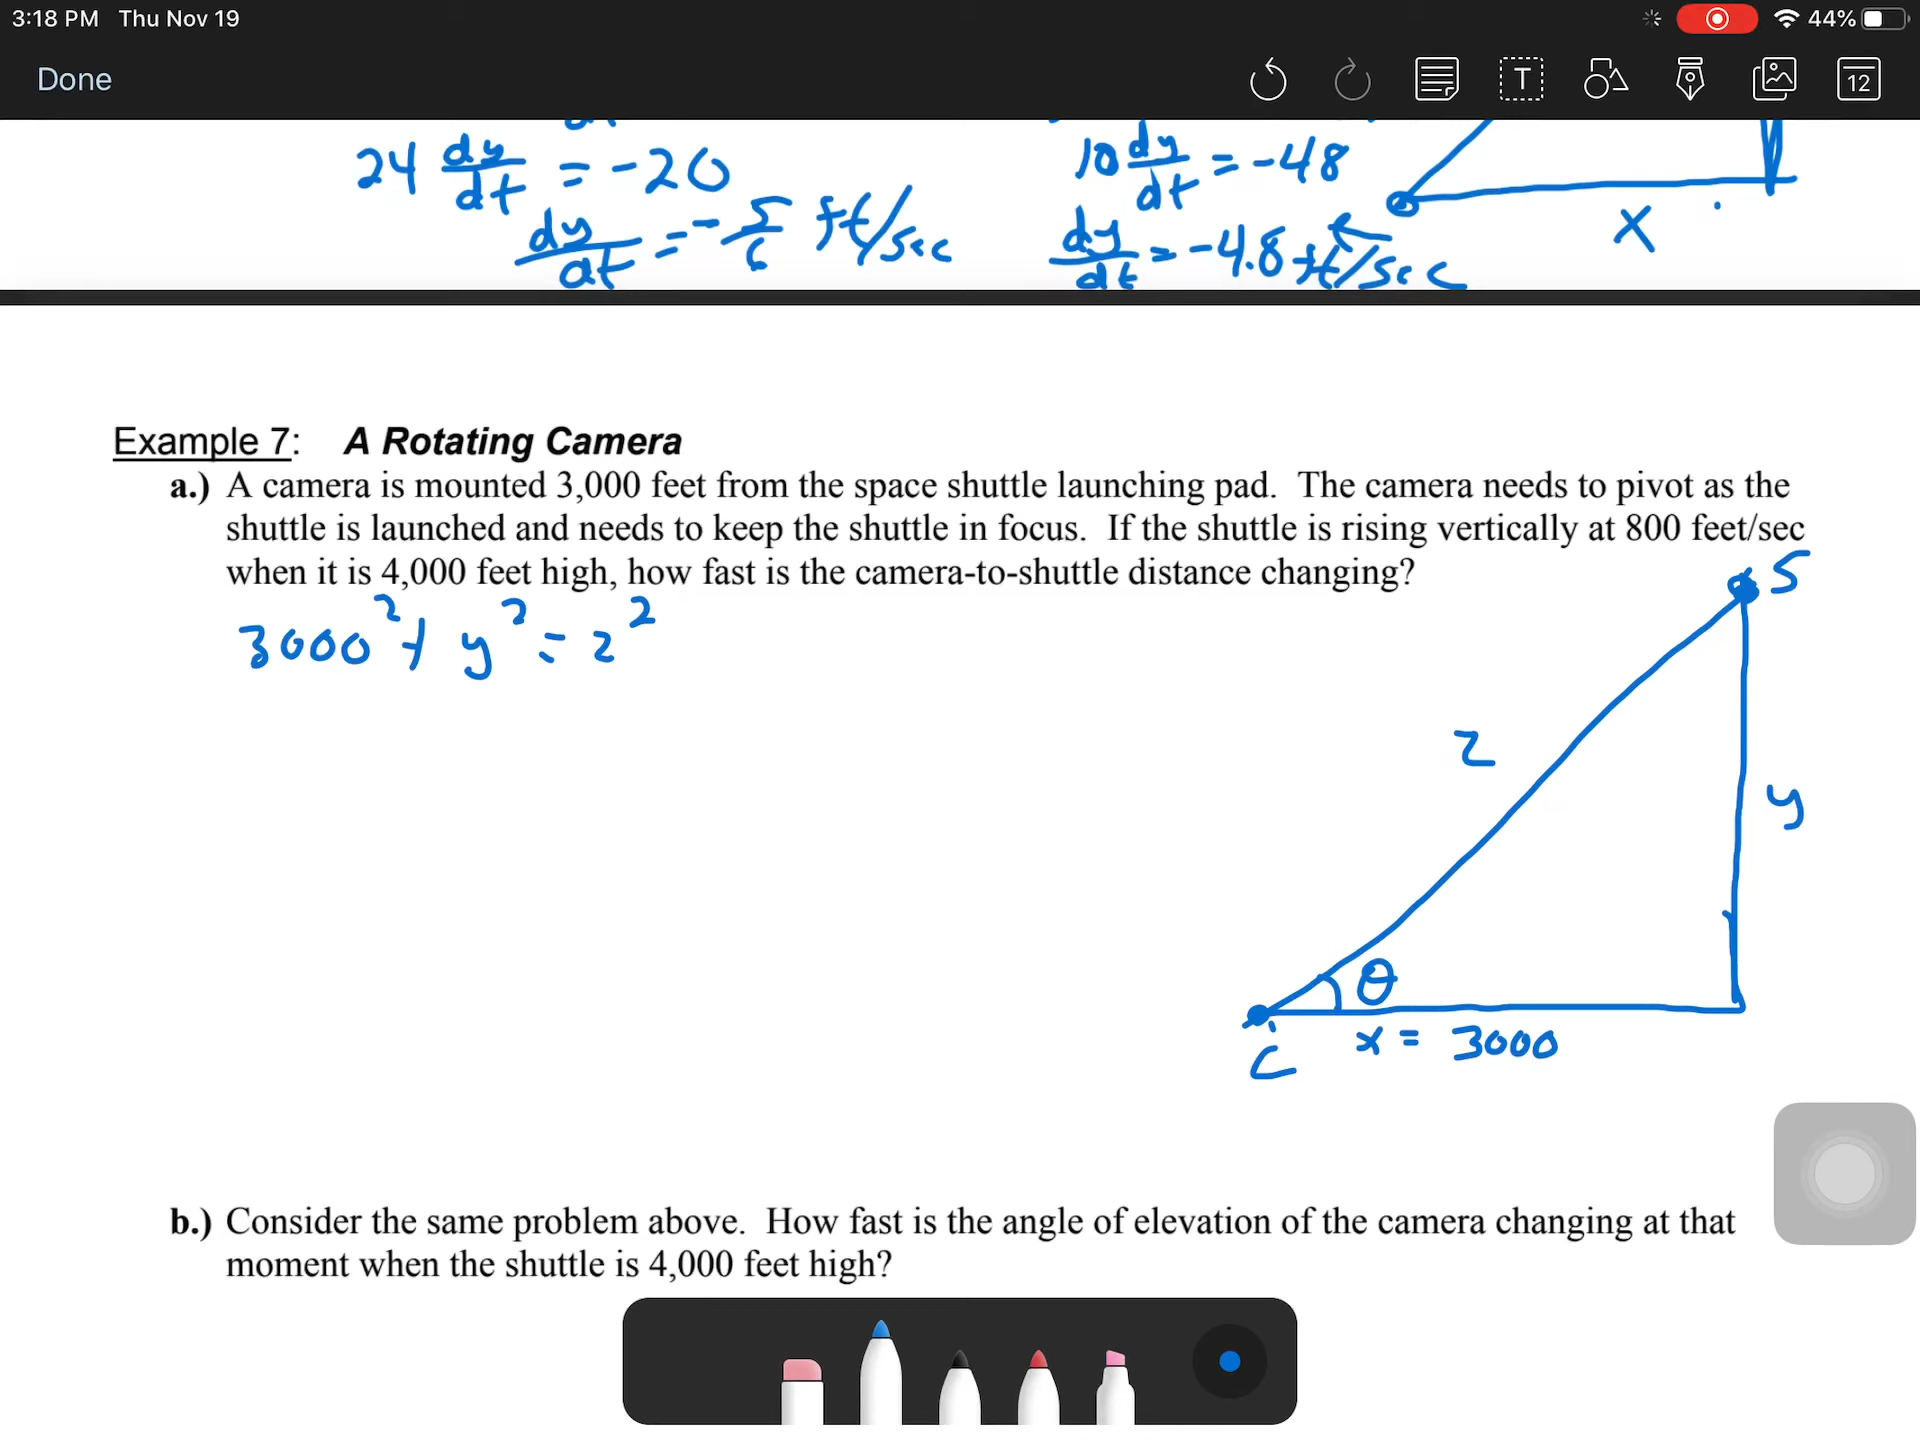 3:18 PM Thu Nov 19 44%
Done T 12
24 dy/dt = -20
dy/dt = -5/6 ft/sec
10 dy/dt = -48
dy/dt = -4.8 ft/sec
x
Example 7: A Rotating Camera
a.) A camera is mounted 3,000 feet from the space shuttle launching pad. The camera needs to pivot as the
shuttle is launched and needs to keep the shuttle in focus. If the shuttle is rising vertically at 800 feet/sec
when it is 4,000 feet high, how fast is the camera-to-shuttle distance changing?
S
3000² + y² = z²
z
y
θ
x = 3000
C
b.) Consider the same problem above. How fast is the angle of elevation of the camera changing at that
moment when the shuttle is 4,000 feet high?